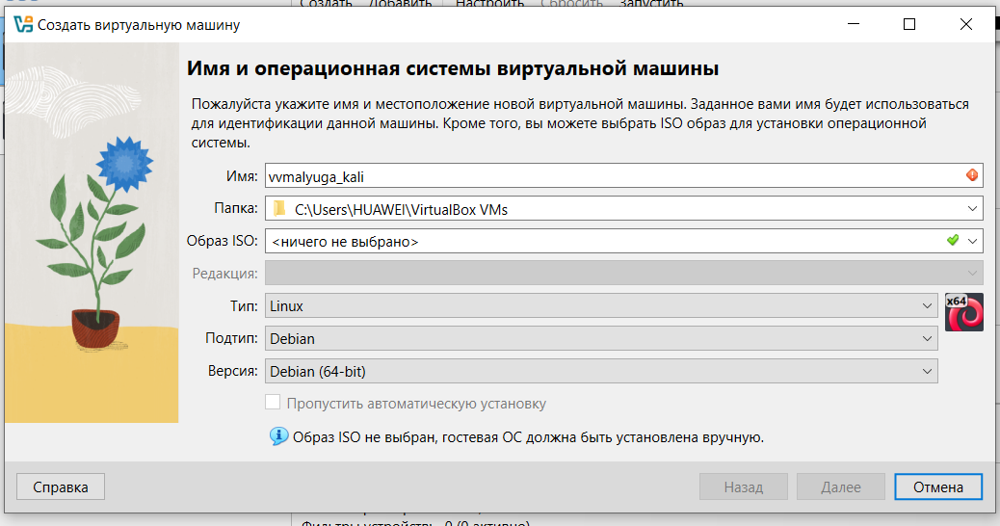 Создать Добавить Настроить Сбросить Запустить
Создать виртуальную машину
Имя и операционная системы виртуальной машины
Пожалуйста укажите имя и местоположение новой виртуальной машины. Заданное вами имя будет использоваться
для идентификации данной машины. Кроме того, вы можете выбрать ISO образ для установки операционной
системы.
Имя: vvmalyuga_kali
Папка: C:\Users\HUAWEI\VirtualBox VMs
Образ ISO: <ничего не выбрано>
Редакция:
Тип: Linux
x64
Подтип: Debian
Версия: Debian (64-bit)
Пропустить автоматическую установку
Образ ISO не выбран, гостевая ОС должна быть установлена вручную.
Справка Назад Далее Отмена
Фильтры устройств: 0 (0 активно)